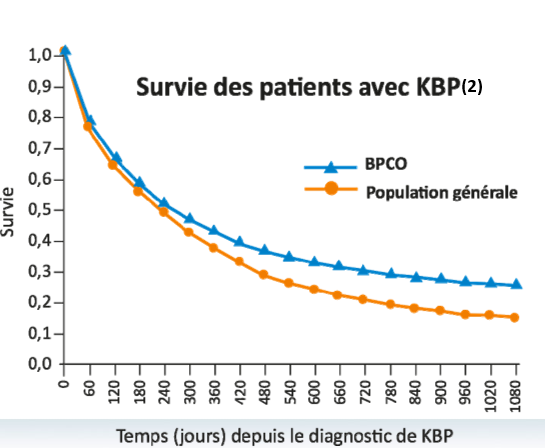 Survie des patients avec KBP(2)
BPCO
Population générale
Survie
1,0
0,9
0,8
0,7
0,6
0,5
0,4
0,3
0,2
0,1
0,0
0 60 120 180 240 300 360 420 480 540 600 660 720 780 840 900 960 1020 1080
Temps (jours) depuis le diagnostic de KBP